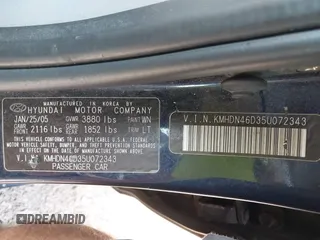 MANUFACTURED IN KOREA BY
HYUNDAI MOTOR COMPANY
JAN/25/05 GVWR 3880 lbs PAINT WN
GAWR FRONT 2116 lbs GAWR REAR 1852 lbs TRIM LT
THIS VEHICLE CONFORMS TO ALL APPLICABLE FEDERAL
MOTOR VEHICLE SAFETY, BUMPER, AND THEFT
PREVENTION STANDARDS IN EFFECT ON THE DATE OF
MANUFACTURE SHOWN ABOVE.
V.I.N. KMHDN46D35U072343
PASSENGER CAR
V.I.N. KMHDN46D35U072343
DREAMBID